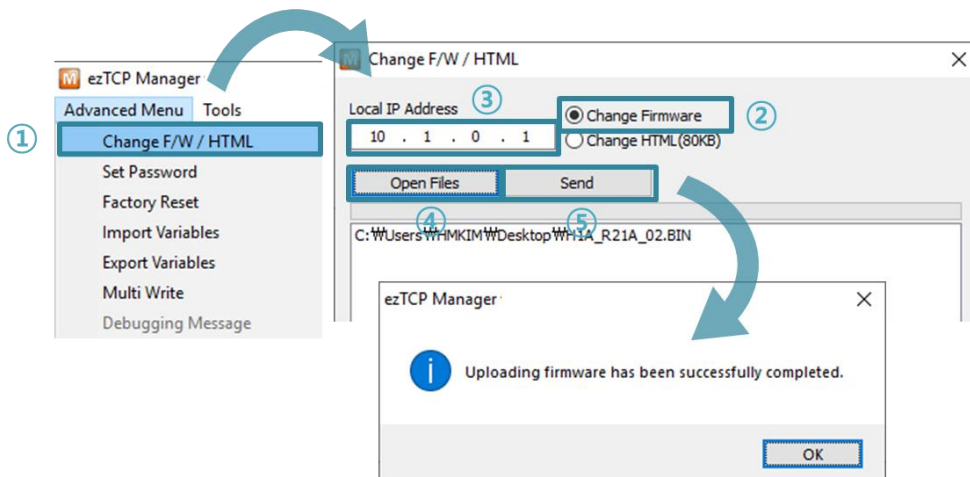 ezTCP Manager
Advanced Menu Tools
①
Change F/W / HTML
Set Password
Factory Reset
Import Variables
Export Variables
Multi Write
Debugging Message
Change F/W / HTML
Local IP Address
③
10 . 1 . 0 . 1
Change Firmware
②
Change HTML(80KB)
Open Files
Send
④
⑤
C:₩Users₩HMKIM₩Desktop₩H1A_R21A_02.BIN
ezTCP Manager
Uploading firmware has been successfully completed.
OK